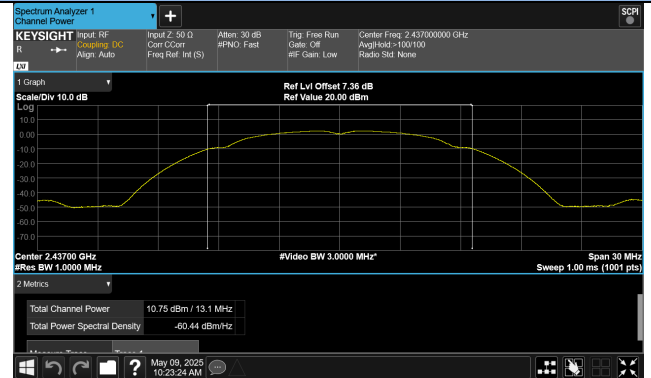 Spectrum Analyzer 1
Channel Power
SCPI
KEYSIGHT
R
LXI
Input: RF
Coupling: DC
Align: Auto
Input Z: 50 Ω
Corr CCorr
Freq Ref: Int (S)
Atten: 30 dB
#PNO: Fast
Trig: Free Run
Gate: Off
#IF Gain: Low
Center Freq: 2.437000000 GHz
Avg|Hold:>100/100
Radio Std: None
1 Graph
Scale/Div 10.0 dB
Ref Lvl Offset 7.36 dB
Ref Value 20.00 dBm
Log
10.0
0.00
-10.0
-20.0
-30.0
-40.0
-50.0
-60.0
-70.0
Center 2.43700 GHz
#Res BW 1.0000 MHz
#Video BW 3.0000 MHz*
Span 30 MHz
Sweep 1.00 ms (1001 pts)
2 Metrics
Total Channel Power 10.75 dBm / 13.1 MHz
Total Power Spectral Density -60.44 dBm/Hz
May 09, 2025
10:23:24 AM